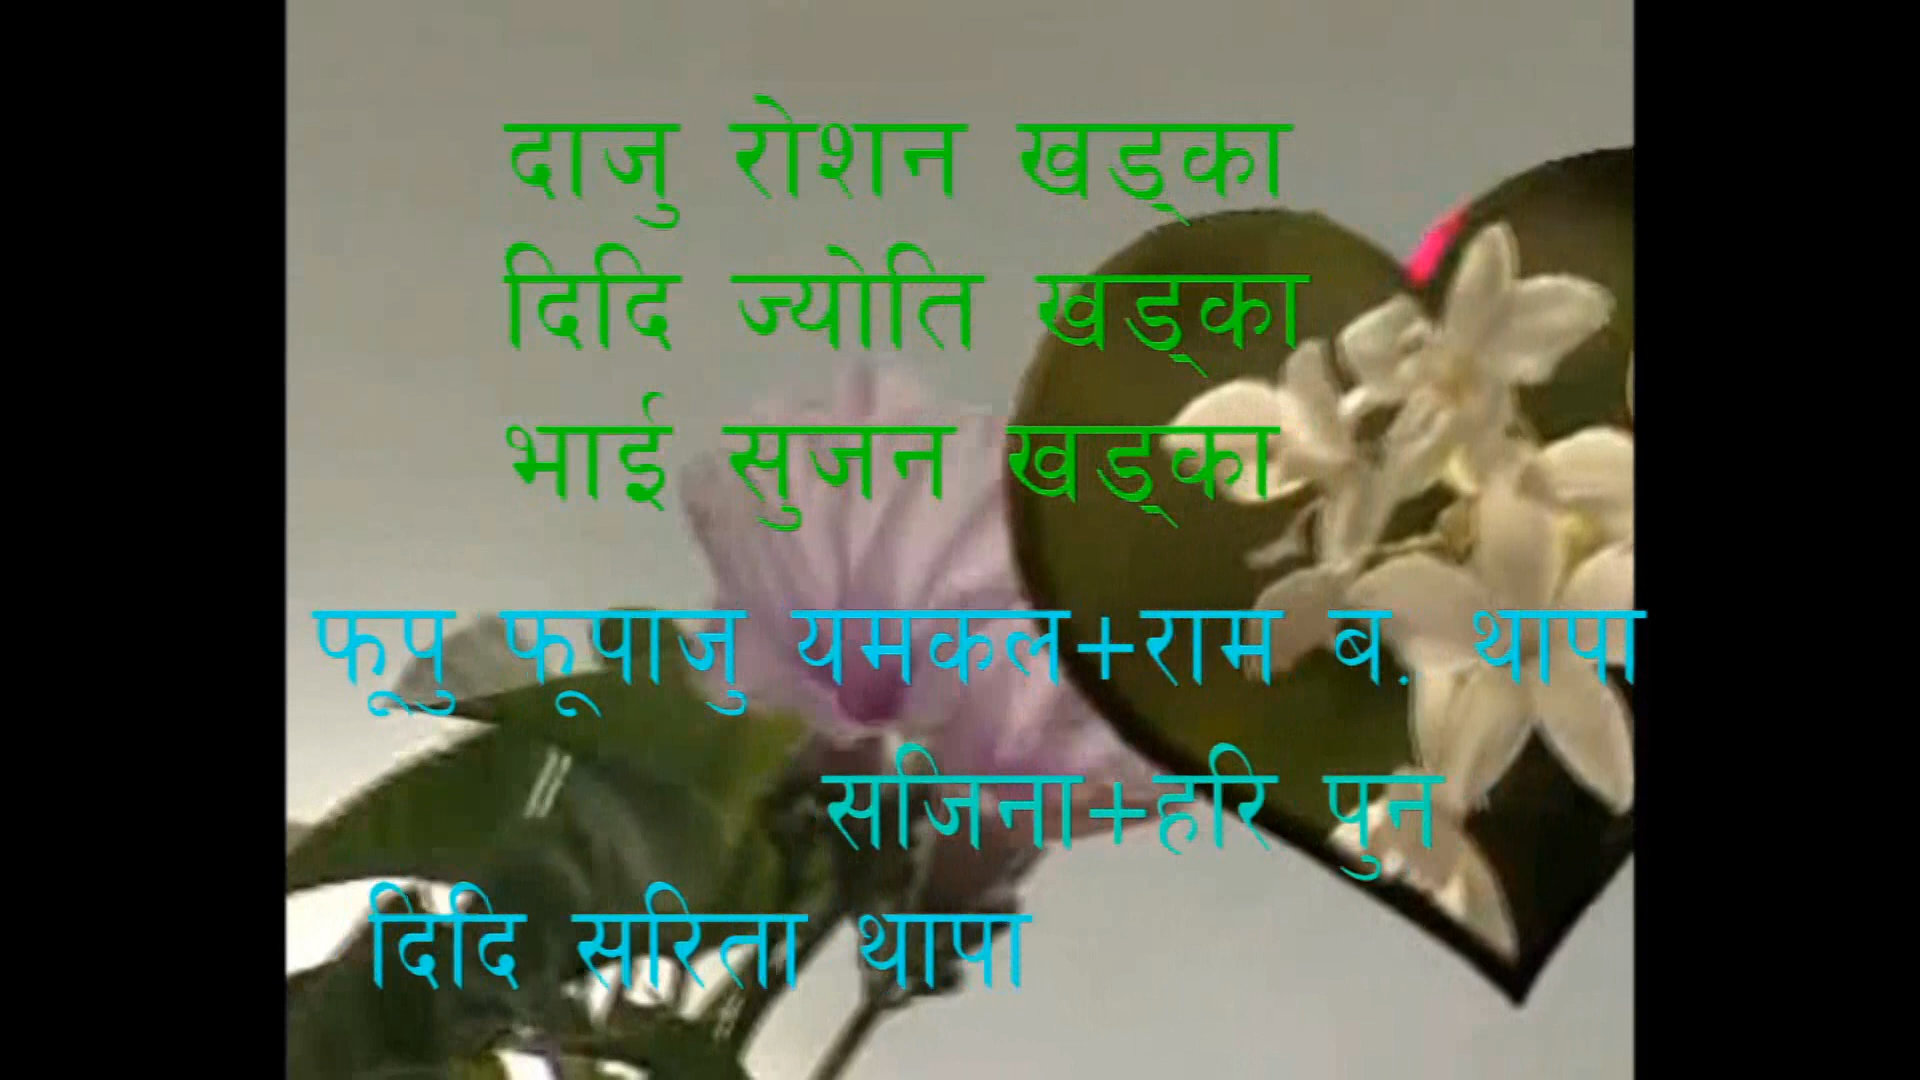 दाजु रोशन खड्का
दिदि ज्योति खड्का
भाई सुजन खड्का
फूपु फूपाजु यमकल+राम ब. थापा
सजिना+हरि पुन
दिदि सरिता थापा